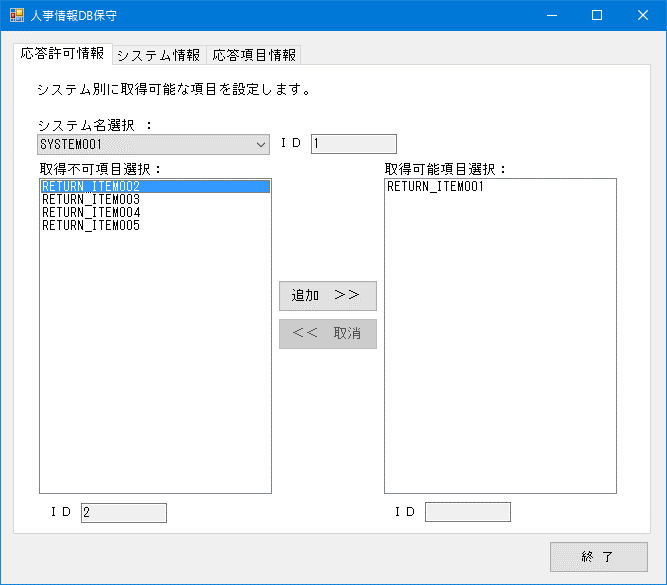 人事情報DB保守
応答許可情報 システム情報 応答項目情報
システム別に取得可能な項目を設定します。
システム名選択 :
SYSTEM001 ID 1
取得不可項目選択: 取得可能項目選択:
RETURN_ITEM002 RETURN_ITEM001
RETURN_ITEM003
RETURN_ITEM004
RETURN_ITEM005
追加 >>
<< 取消
ID 2 ID
終 了